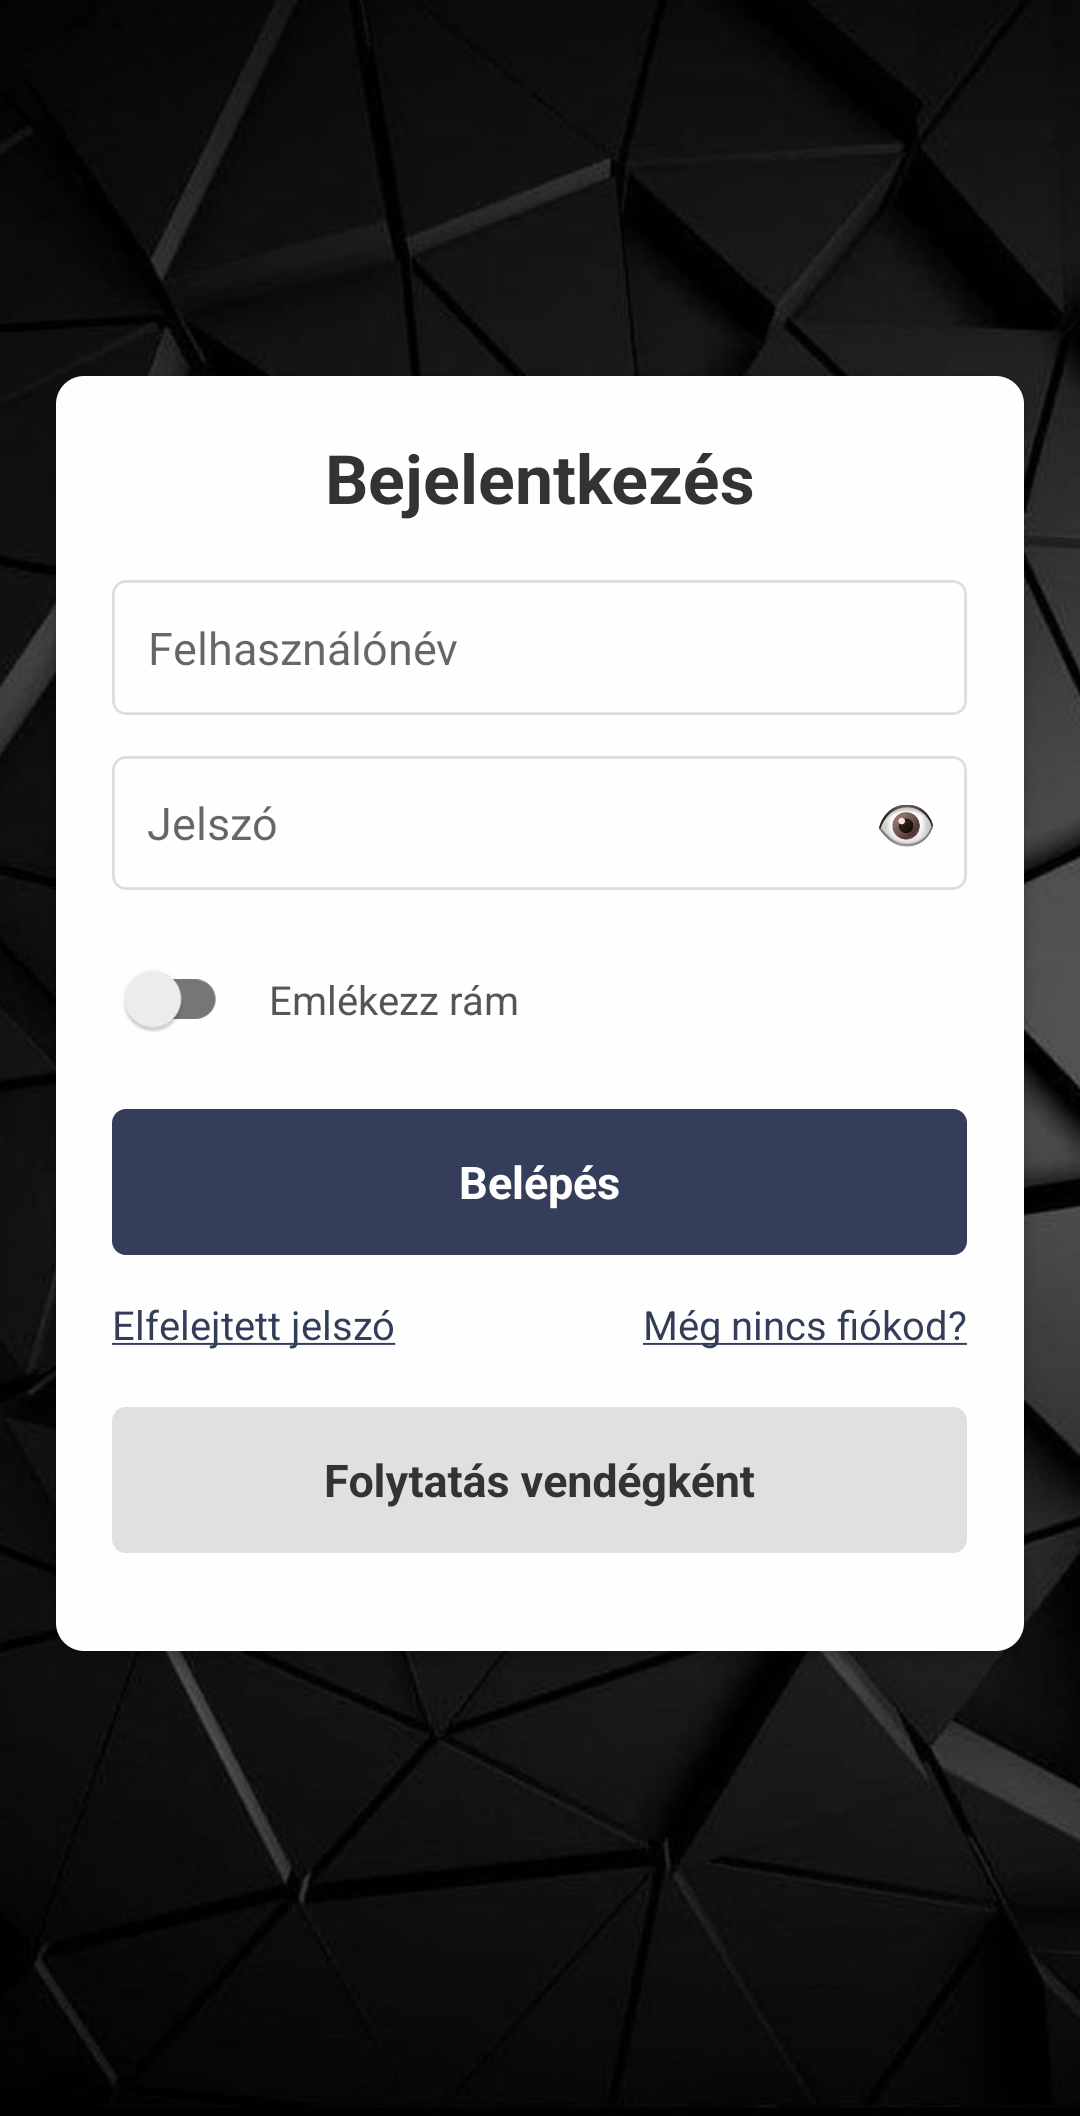 Bejelentkezés
Felhasználónév
Jelszó
Emlékezz rám
Belépés
Elfelejtett jelszó
Még nincs fiókod?
Folytatás vendégként